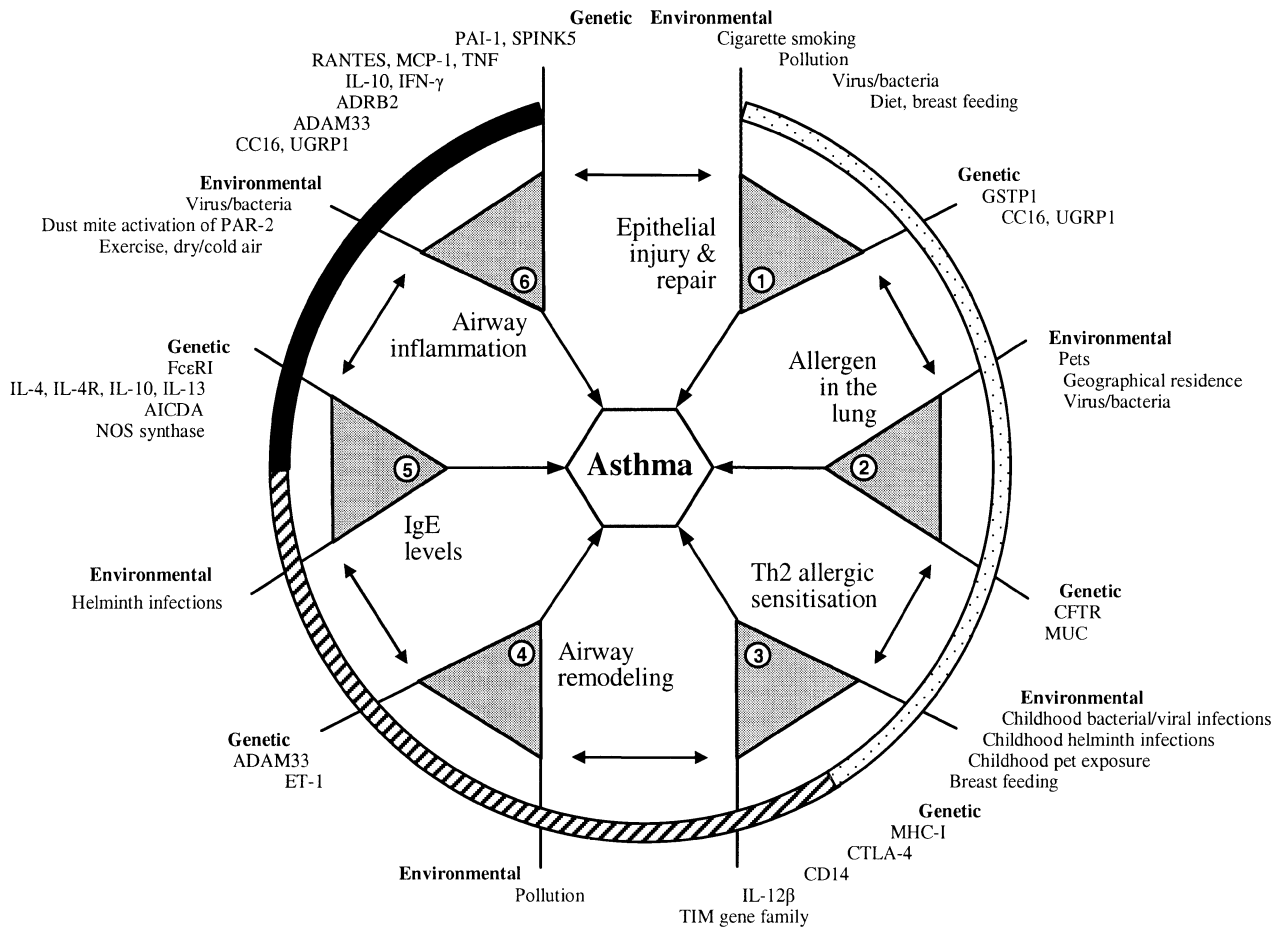 Genetic
PAI-1, SPINK5
RANTES, MCP-1, TNF
IL-10, IFN-γ
ADRB2
ADAM33
CC16, UGRP1
Environmental
Cigarette smoking
Pollution
Virus/bacteria
Diet, breast feeding
Genetic
GSTP1
CC16, UGRP1
Environmental
Virus/bacteria
Dust mite activation of PAR-2
Exercise, dry/cold air
Epithelial
injury &
repair
1
6
Airway
inflammation
Allergen
in the
lung
2
Environmental
Pets
Geographical residence
Virus/bacteria
Genetic
FcεRI
IL-4, IL-4R, IL-10, IL-13
AICDA
NOS synthase
Asthma
5
IgE
levels
Environmental
Helminth infections
Th2 allergic
sensitisation
3
Genetic
CFTR
MUC
4
Airway
remodeling
Environmental
Childhood bacterial/viral infections
Childhood helminth infections
Childhood pet exposure
Breast feeding
Genetic
ADAM33
ET-1
Genetic
MHC-I
CTLA-4
CD14
IL-12β
TIM gene family
Environmental
Pollution